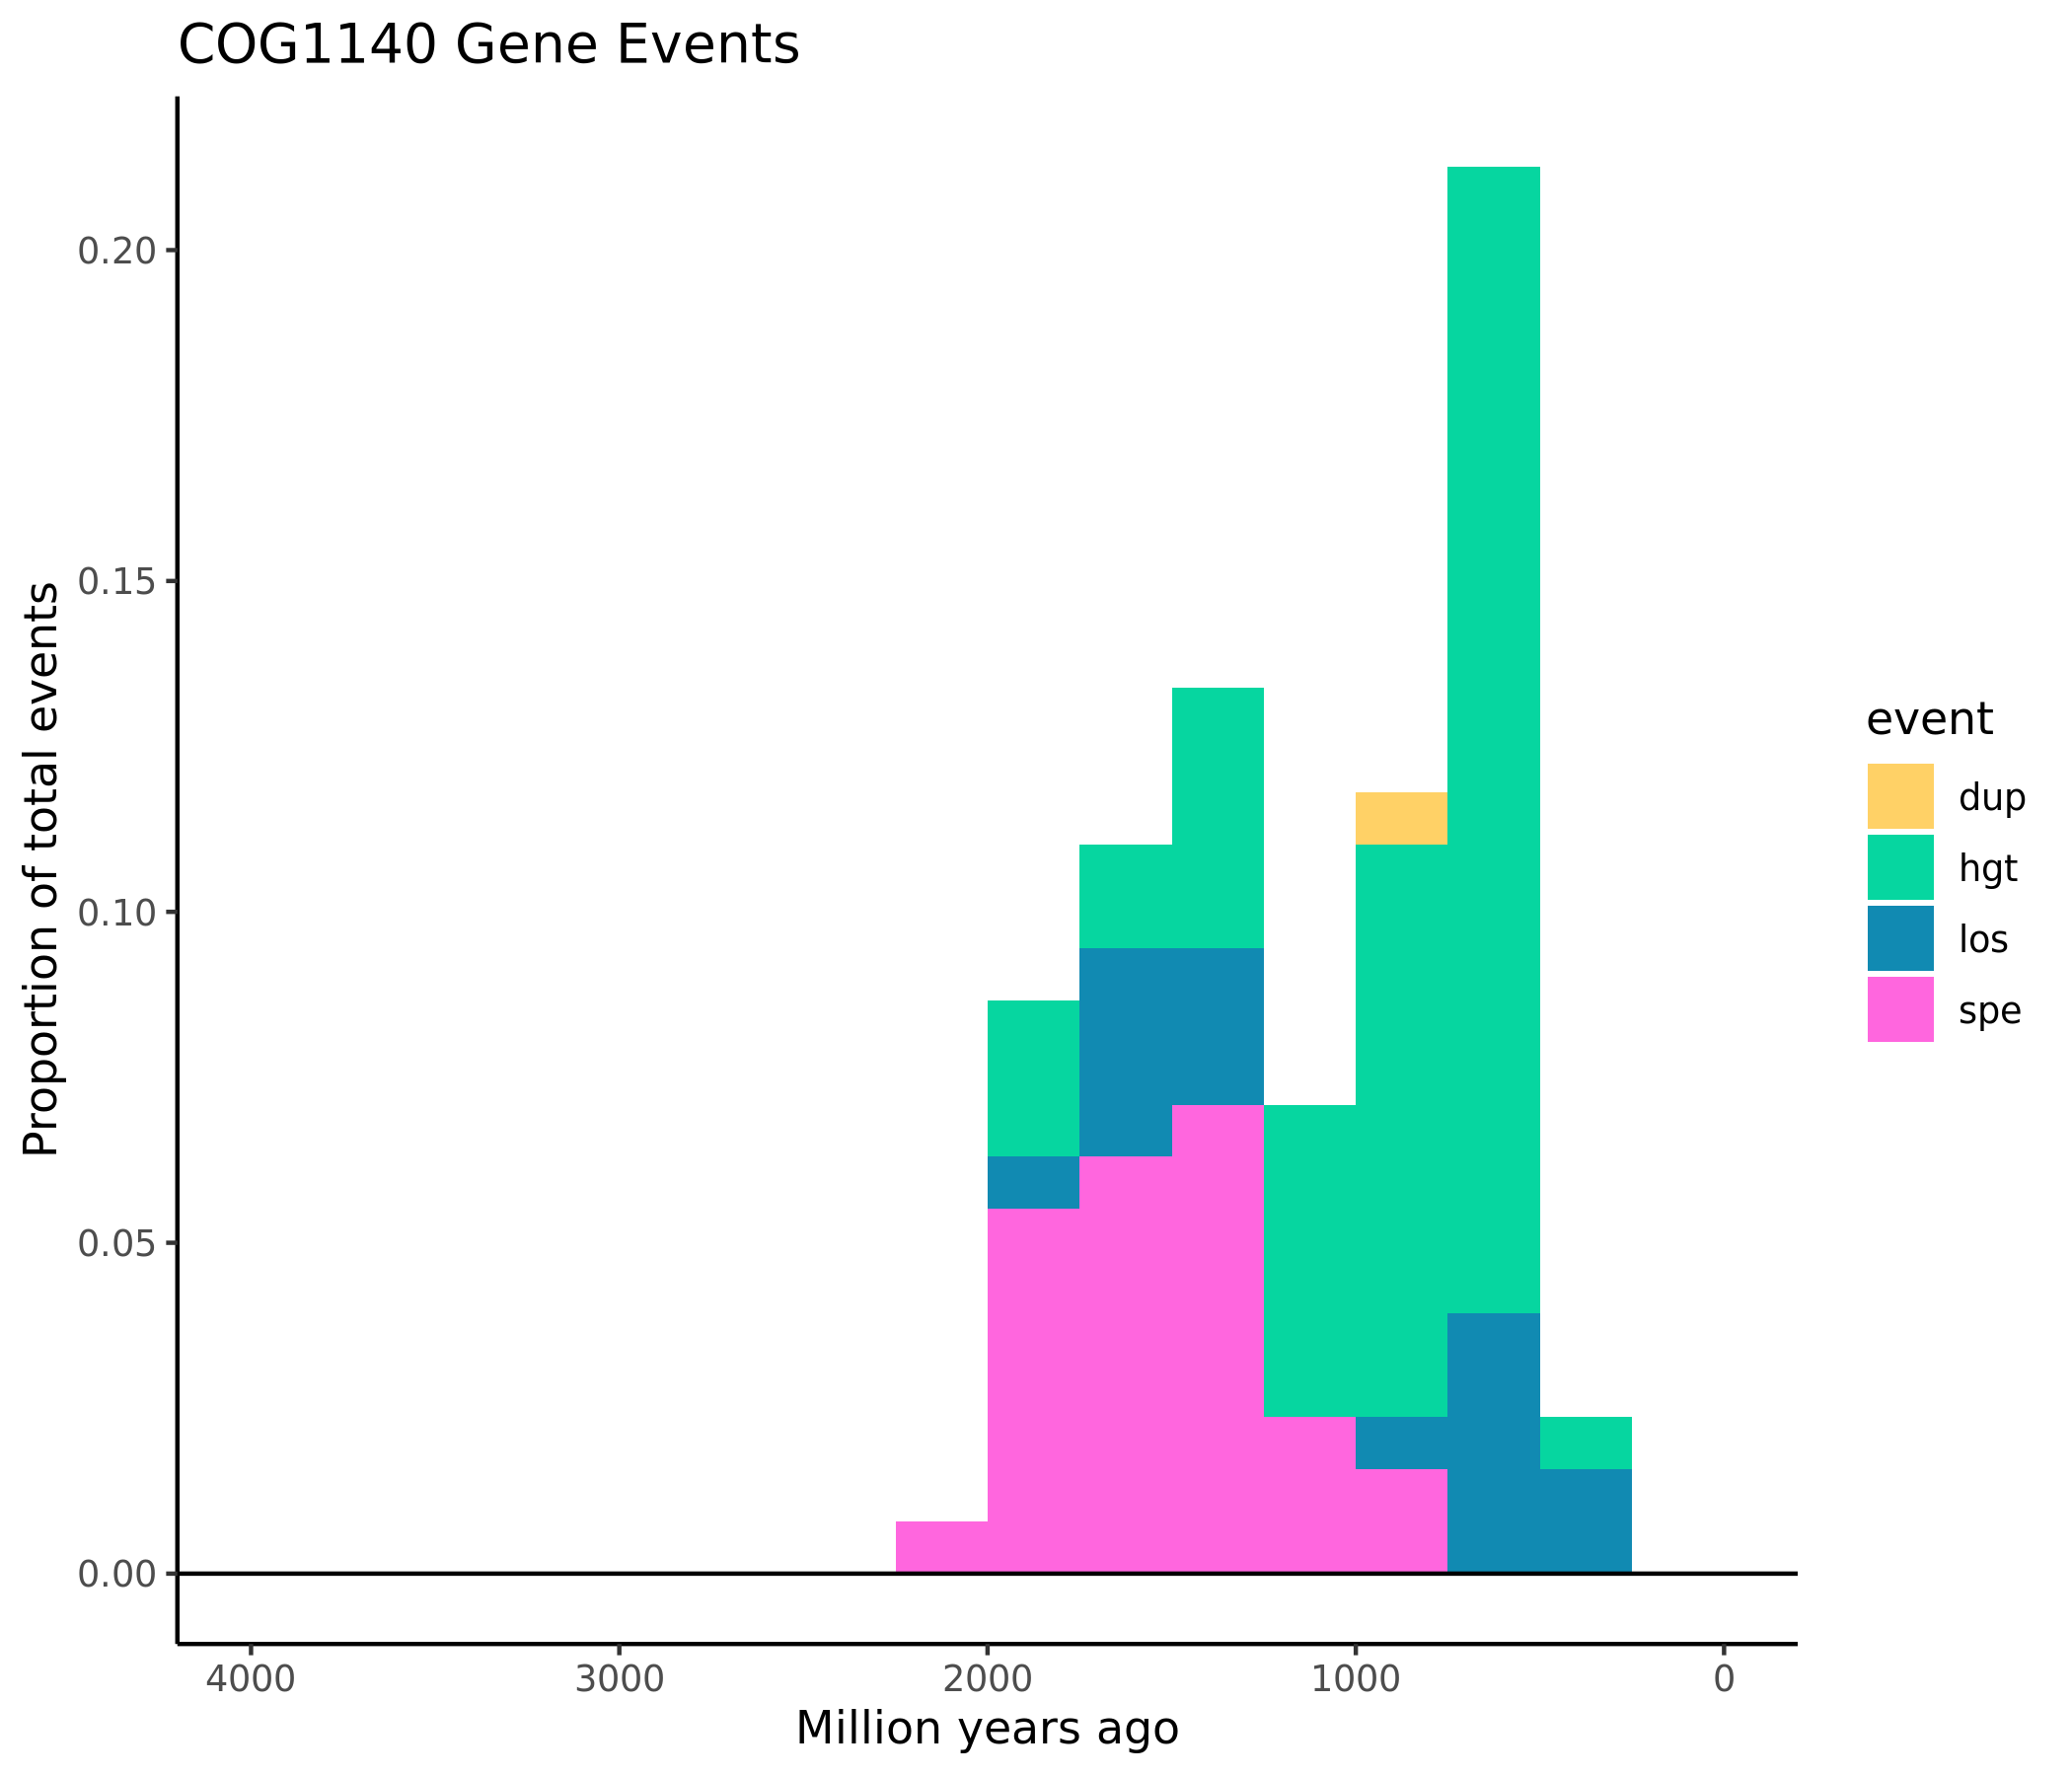 COG1140 Gene Events
Proportion of total events
0.20
0.15
0.10
0.05
0.00
4000 3000 2000 1000 0
Million years ago
event
dup
hgt
los
spe